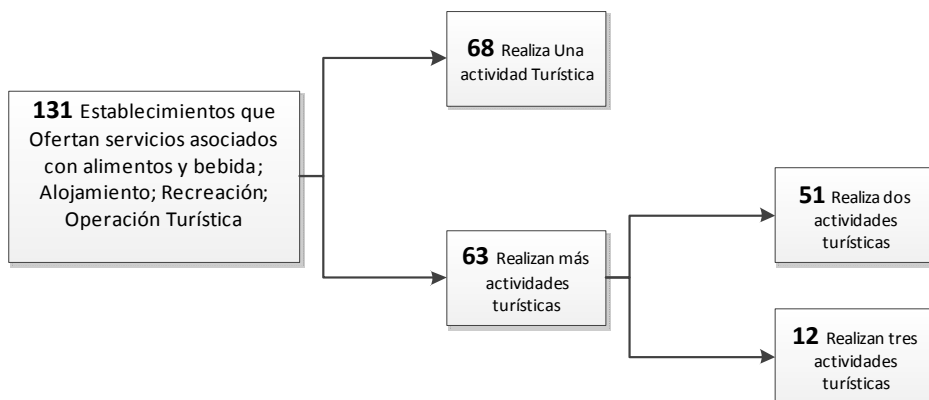 131 Establecimientos que
Ofertan servicios asociados
con alimentos y bebida;
Alojamiento; Recreación;
Operación Turística
68 Realiza Una
actividad Turística
63 Realizan más
actividades
turísticas
51 Realiza dos
actividades
turísticas
12 Realizan tres
actividades
turísticas